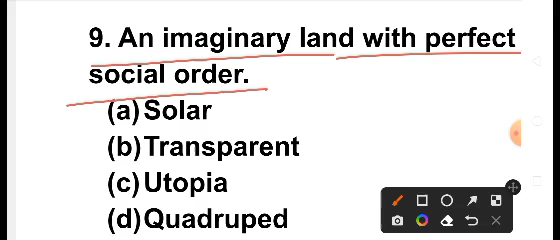 9. An imaginary land with perfect
social order.
(a) Solar
(b) Transparent
(c) Utopia
(d) Quadruped